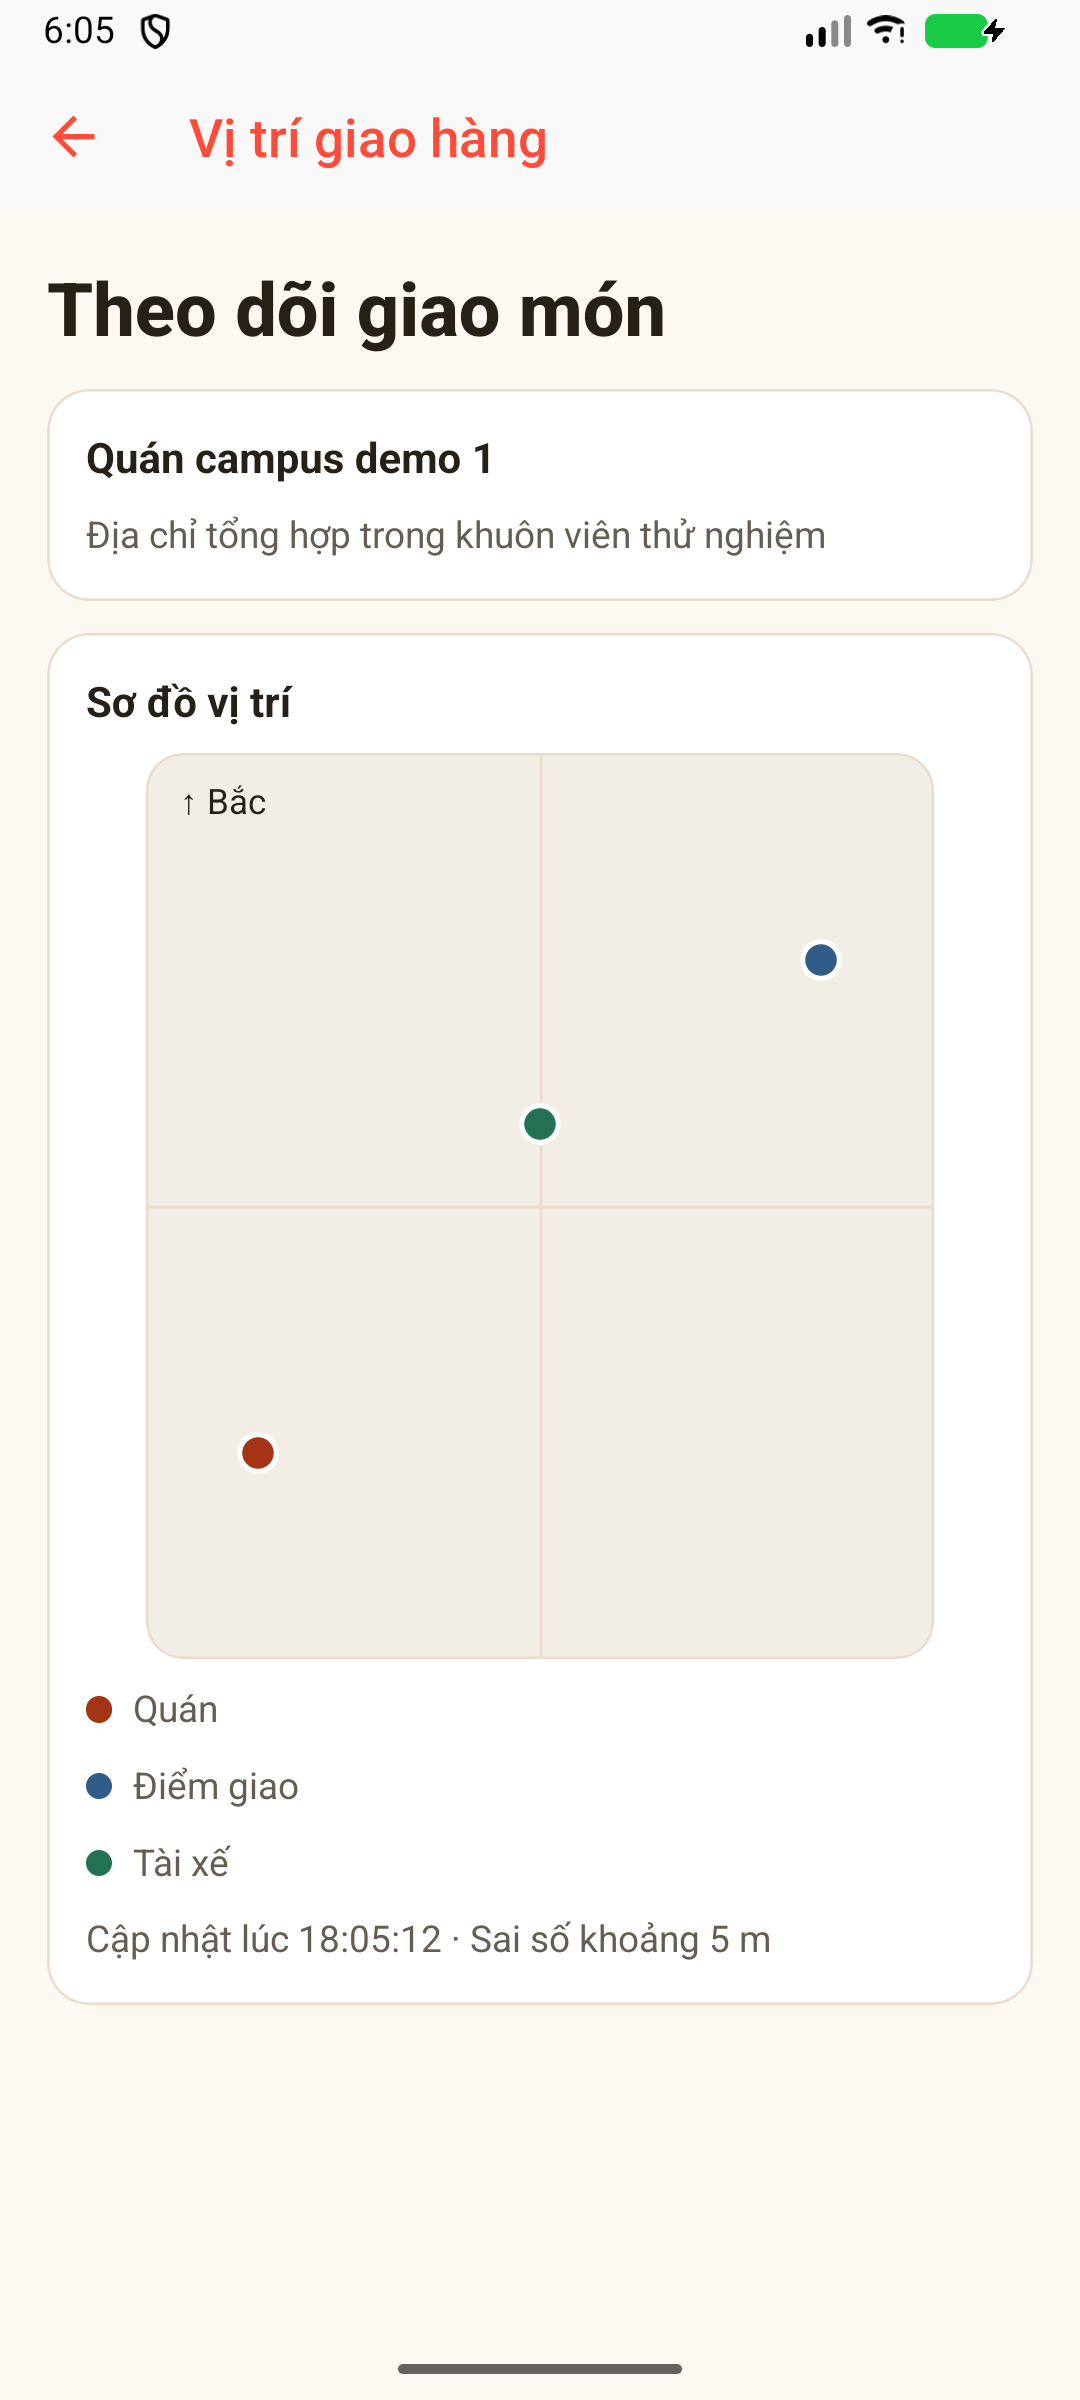 6:05
Vị trí giao hàng
Theo dõi giao món
Quán campus demo 1
Địa chỉ tổng hợp trong khuôn viên thử nghiệm
Sơ đồ vị trí
↑ Bắc
Quán
Điểm giao
Tài xế
Cập nhật lúc 18:05:12 · Sai số khoảng 5 m